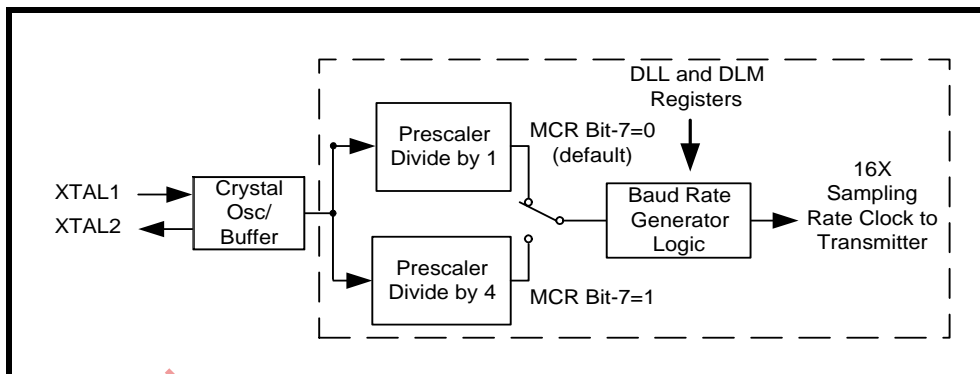 DLL and DLM
Registers
Prescaler
Divide by 1
MCR Bit-7=0
(default)
XTAL1
XTAL2
Crystal
Osc/
Buffer
Baud Rate
Generator
Logic
16X
Sampling
Rate Clock to
Transmitter
Prescaler
Divide by 4
MCR Bit-7=1